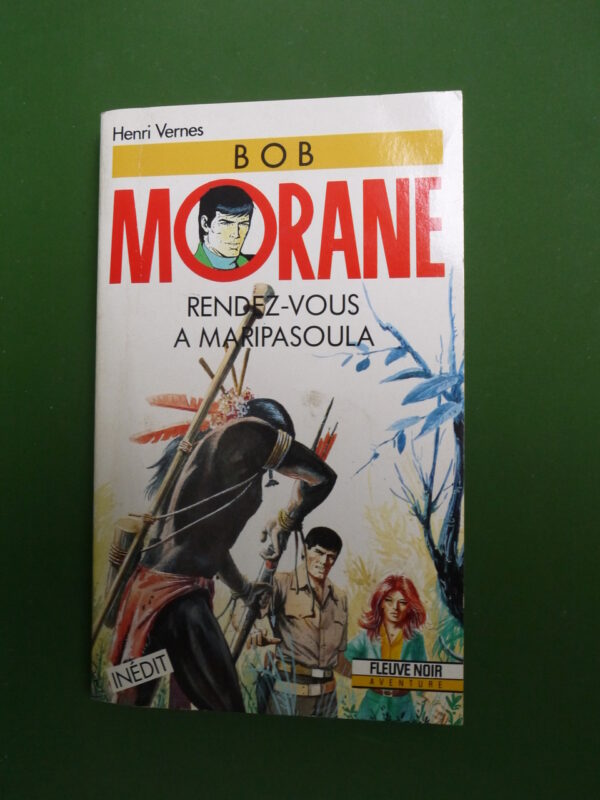 Henri Vernes
BOB
MORANE
RENDEZ-VOUS
A MARIPASOULA
INÉDIT
FLEUVE NOIR
AVENTURE